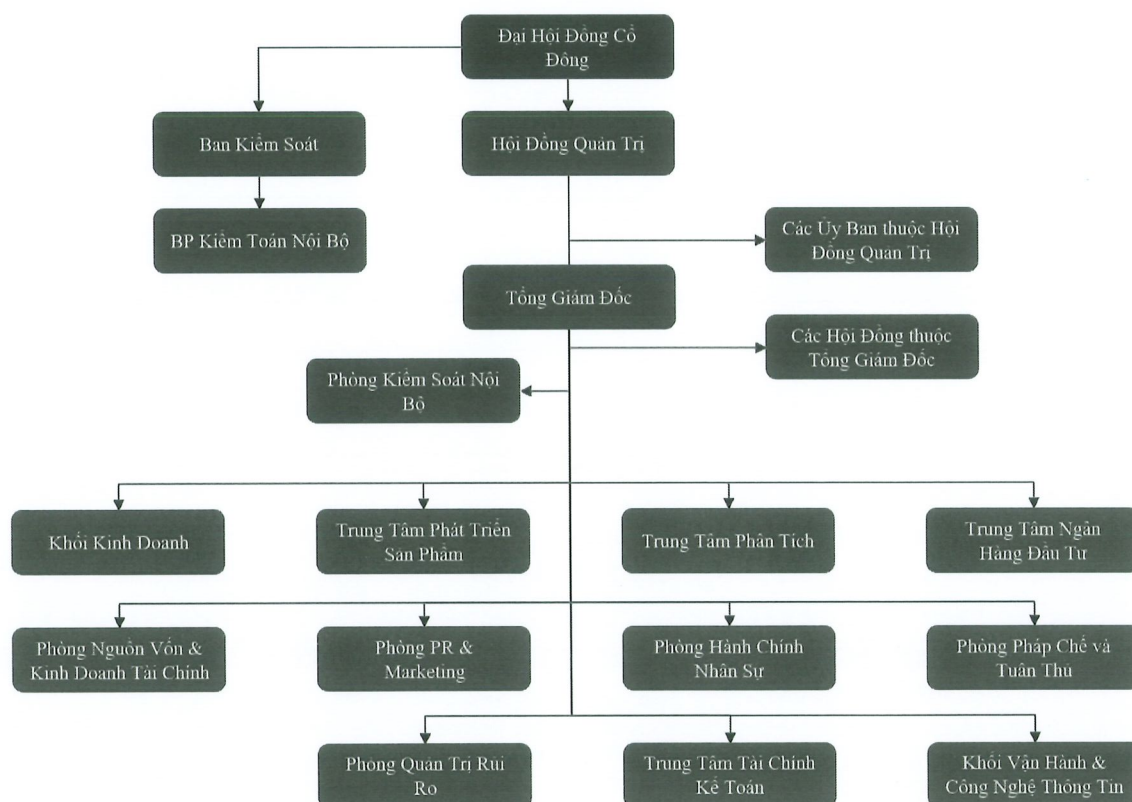 Đại Hội Đồng Cổ
Đông
Ban Kiểm Soát
Hội Đồng Quản Trị
BP Kiểm Toán Nội Bộ
Các Ủy Ban thuộc Hội
Đồng Quản Trị
Tổng Giám Đốc
Các Hội Đồng thuộc
Tổng Giám Đốc
Phòng Kiểm Soát Nội
Bộ
Khối Kinh Doanh
Trung Tâm Phát Triển
Sản Phẩm
Trung Tâm Phân Tích
Trung Tâm Ngân
Hàng Đầu Tư
Phòng Nguồn Vốn &
Kinh Doanh Tài Chính
Phòng PR &
Marketing
Phòng Hành Chính
Nhân Sự
Phòng Pháp Chế và
Tuân Thủ
Phòng Quản Trị Rủi
Ro
Trung Tâm Tài Chính
Kế Toán
Khối Vận Hành &
Công Nghệ Thông Tin